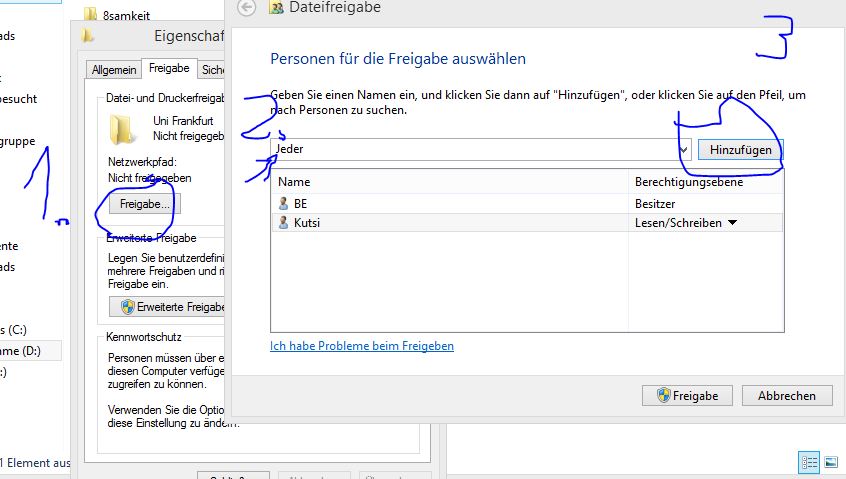 8samkeit
Dateifreigabe
Eigenschaf
ads
Allgemein Freigabe Siche
Personen für die Freigabe auswählen
3
besucht
Datei- und Druckerfreigab
Geben Sie einen Namen ein, und klicken Sie dann auf "Hinzufügen", oder klicken Sie auf den Pfeil, um
nach Personen zu suchen.
gruppe
Uni Frankfurt
Nicht freigegeb
2.
Jeder
Hinzufügen
Netzwerkpfad:
Nicht freigegeben
1.
Freigabe...
Name Berechtigungsebene
BE Besitzer
Kutsi Lesen/Schreiben
ente
ads
Erweiterte Freigabe
Legen Sie benutzerdefini
mehrere Freigaben und ri
Freigabe ein.
Erweiterte Freigabe
s (C:)
ame (D:)
:)
Kennwortschutz
Personen müssen über e
diesen Computer verfüge
zugreifen zu können.
Verwenden Sie die Option
diese Einstellung zu ändern.
Ich habe Probleme beim Freigeben
Freigabe Abbrechen
1 Element aus